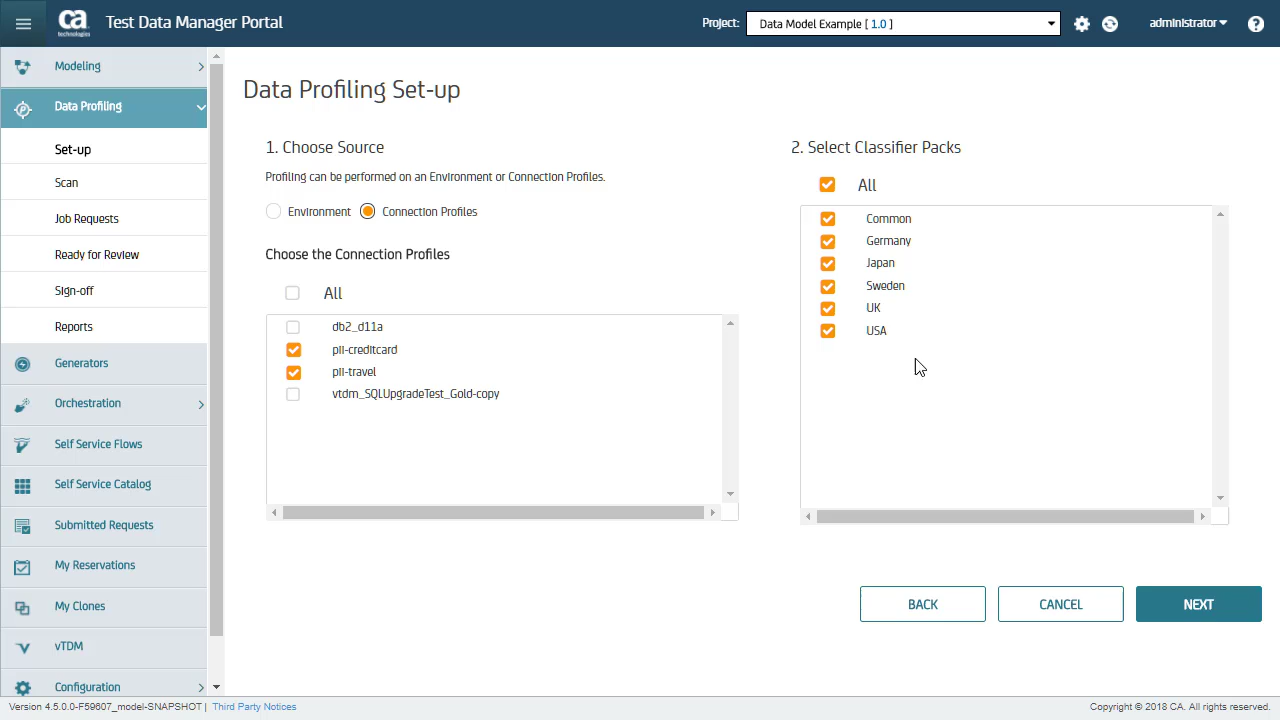 ca technologies
Test Data Manager Portal
Project:
Data Model Example [ 1.0 ]
administrator
?
Modeling
Data Profiling
Set-up
Scan
Job Requests
Ready for Review
Sign-off
Reports
Generators
Orchestration
Self Service Flows
Self Service Catalog
Submitted Requests
My Reservations
My Clones
vTDM
Configuration
Data Profiling Set-up
1. Choose Source
Profiling can be performed on an Environment or Connection Profiles.
Environment
Connection Profiles
Choose the Connection Profiles
All
db2_d11a
pii-creditcard
pii-travel
vtdm_SQLUpgradeTest_Gold-copy
2. Select Classifier Packs
All
Common
Germany
Japan
Sweden
UK
USA
BACK
CANCEL
NEXT
Version 4.5.0.0-F59607_model-SNAPSHOT | Third Party Notices
Copyright © 2018 CA. All rights reserved.